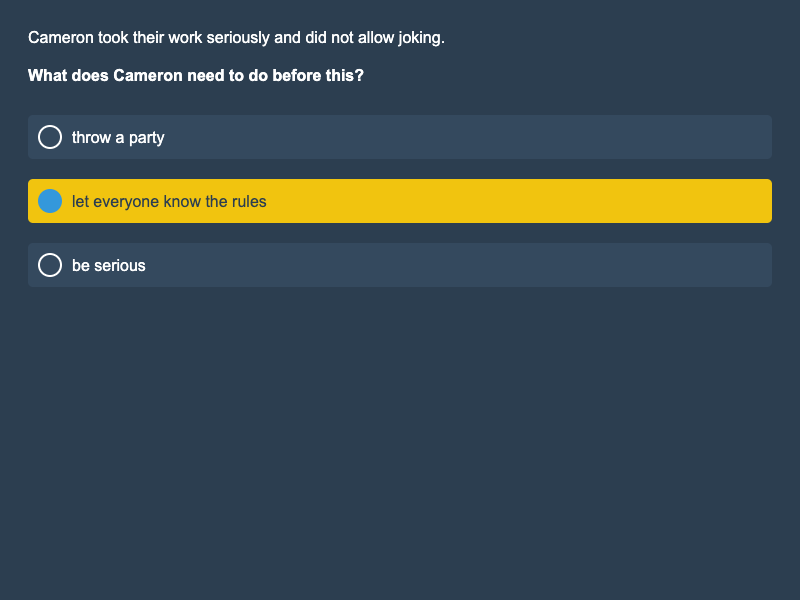 Cameron took their work seriously and did not allow joking.
What does Cameron need to do before this?
throw a party
let everyone know the rules
be serious